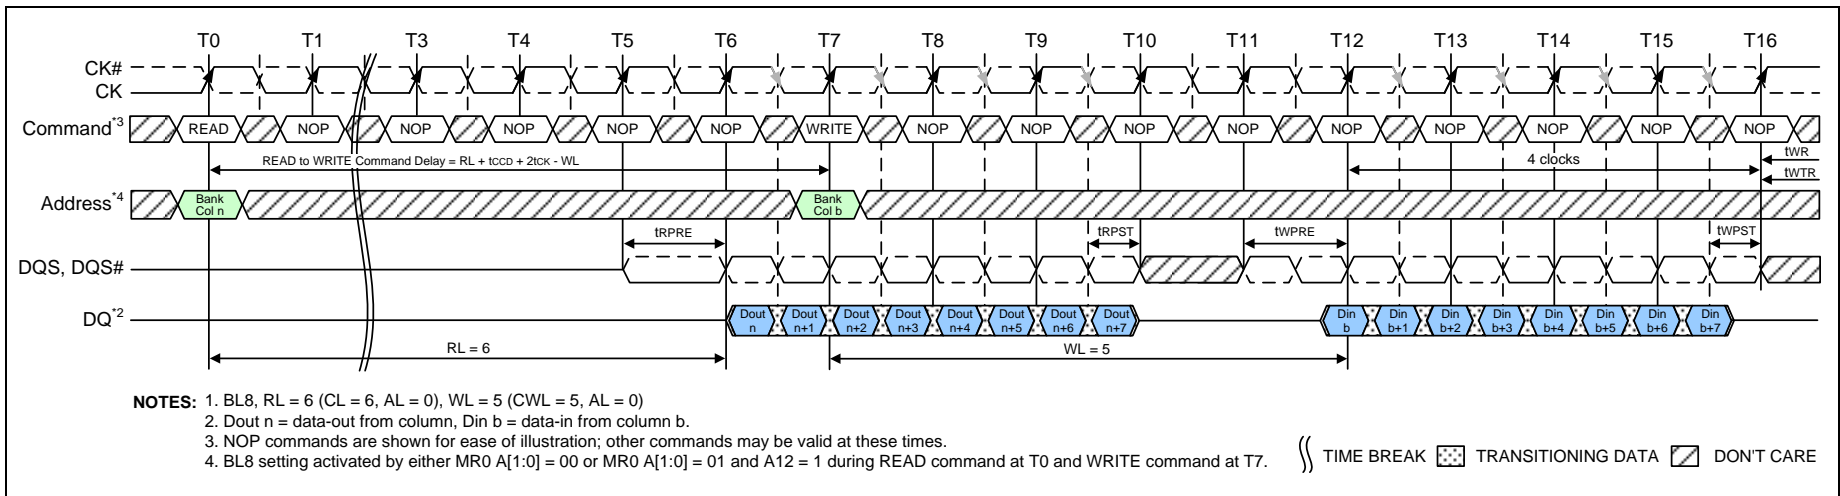 T0 T1 T3 T4 T5 T6 T7 T8 T9 T10 T11 T12 T13 T14 T15 T16
CK#
CK
Command*3 READ NOP NOP NOP NOP NOP WRITE NOP NOP NOP NOP NOP NOP NOP NOP NOP
READ to WRITE Command Delay = RL + tCCD + 2tCK - WL
4 clocks
tWR
tWTR
Address*4
Bank
Col n
Bank
Col b
tRPRE tRPST tWPRE tWPST
DQS, DQS#
DQ*2
Dout
n
Dout
n+1
Dout
n+2
Dout
n+3
Dout
n+4
Dout
n+5
Dout
n+6
Dout
n+7
Din
b
Din
b+1
Din
b+2
Din
b+3
Din
b+4
Din
b+5
Din
b+6
Din
b+7
RL = 6
WL = 5
NOTES: 1. BL8, RL = 6 (CL = 6, AL = 0), WL = 5 (CWL = 5, AL = 0)
2. Dout n = data-out from column, Din b = data-in from column b.
3. NOP commands are shown for ease of illustration; other commands may be valid at these times.
4. BL8 setting activated by either MR0 A[1:0] = 00 or MR0 A[1:0] = 01 and A12 = 1 during READ command at T0 and WRITE command at T7.
TIME BREAK TRANSITIONING DATA DON'T CARE